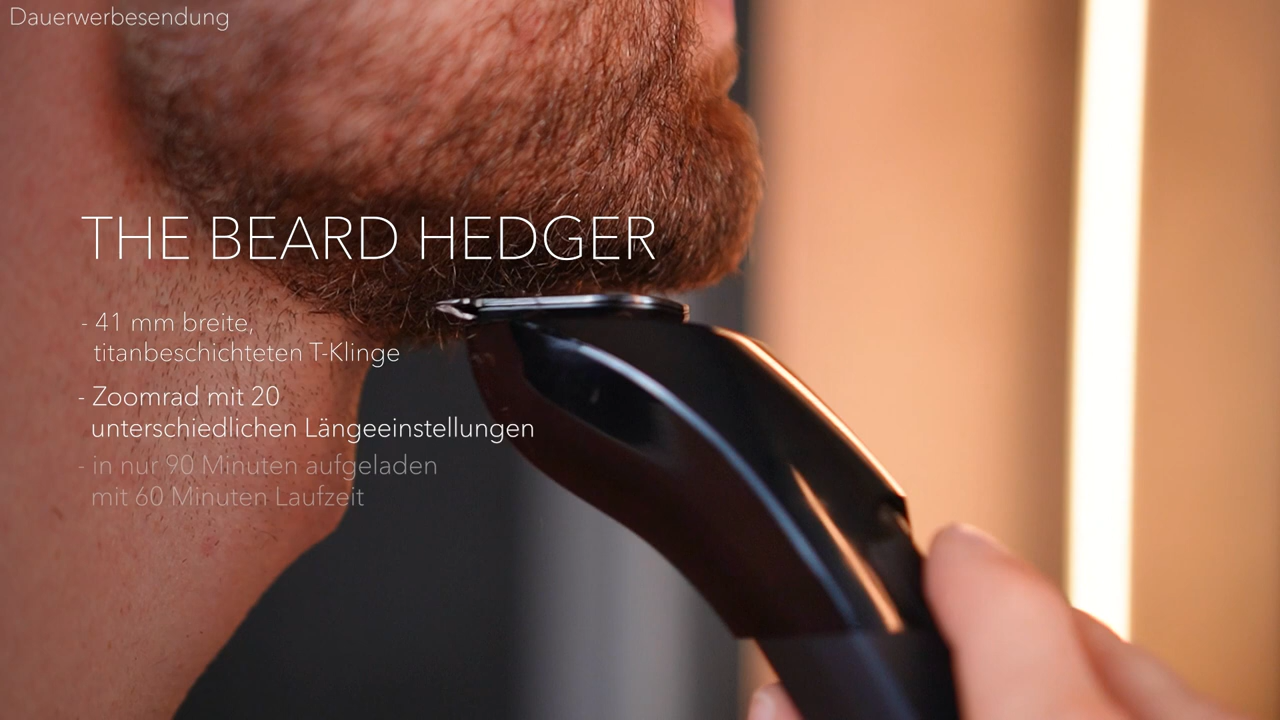 Dauerwerbesendung
THE BEARD HEDGER
- 41 mm breite,
titanbeschichteten T-Klinge
- Zoomrad mit 20
unterschiedlichen Längeeinstellungen
- in nur 90 Minuten aufgeladen
mit 60 Minuten Laufzeit